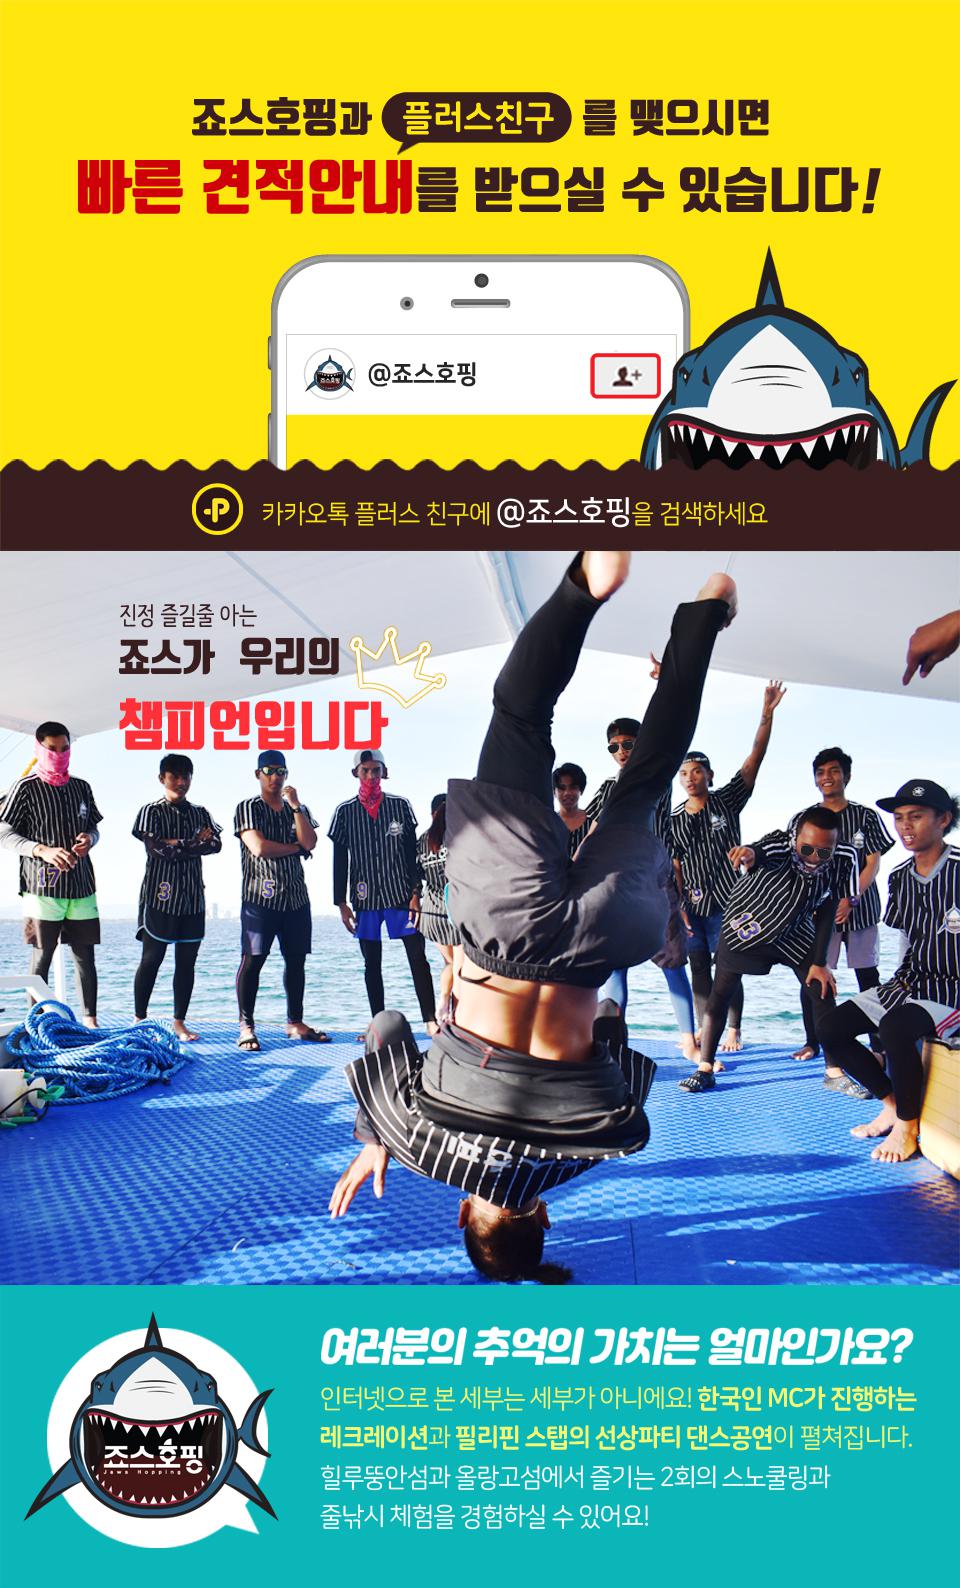 죠스호핑과 플러스친구 를 맺으시면
빠른 견적안내를 받으실 수 있습니다!
@죠스호핑
죠스호핑
P 카카오톡 플러스 친구에 @죠스호핑을 검색하세요
진정 즐길줄 아는
죠스가 우리의
챔피언입니다
17
3
5
9
13
여러분의 추억의 가치는 얼마인가요?
인터넷으로 본 세부는 세부가 아니에요! 한국인 MC가 진행하는
레크레이션과 필리핀 스탭의 선상파티 댄스공연이 펼쳐집니다.
힐루뚱안섬과 올랑고섬에서 즐기는 2회의 스노쿨링과
줄낚시 체험을 경험하실 수 있어요!
죠스호핑
Jaws Hopping